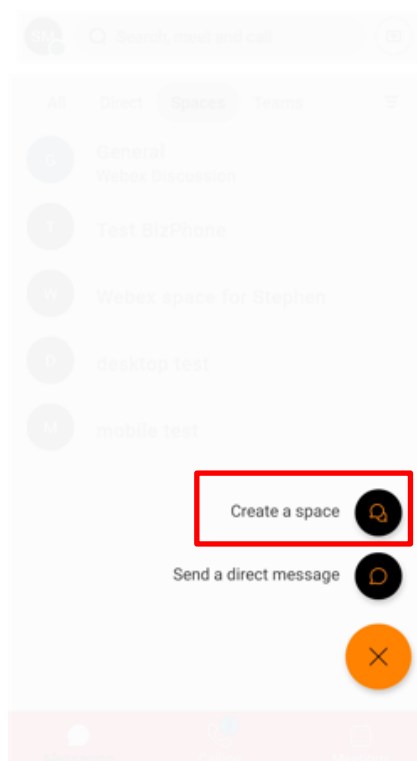 Search, meet and call
All Direct Spaces Teams
G General
Webex Discussion
T Test BizPhone
W Webex space for Stephen
D desktop test
M mobile test
Create a space
Send a direct message